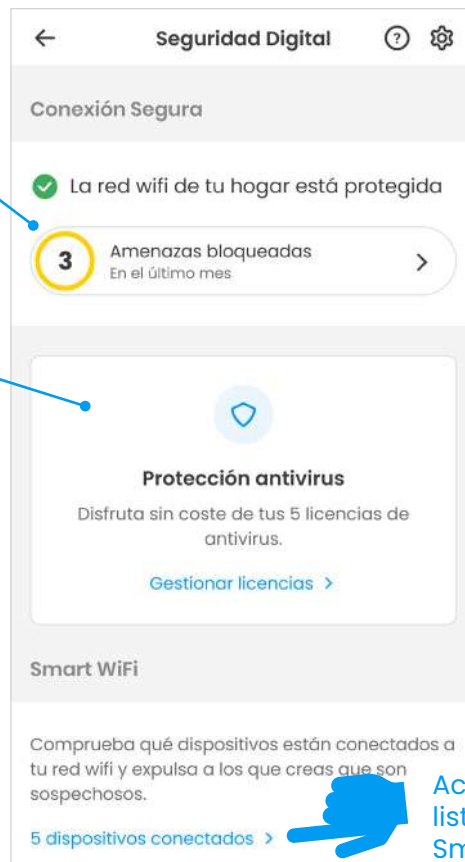 Seguridad Digital
Conexión Segura
La red wifi de tu hogar está protegida
3
Amenazas bloqueadas
En el último mes
Protección antivirus
Disfruta sin coste de tus 5 licencias de
antivirus.
Gestionar licencias >
Smart WiFi
Comprueba qué dispositivos están conectados a
tu red wifi y expulsa a los que creas que son
sospechosos.
5 dispositivos conectados >